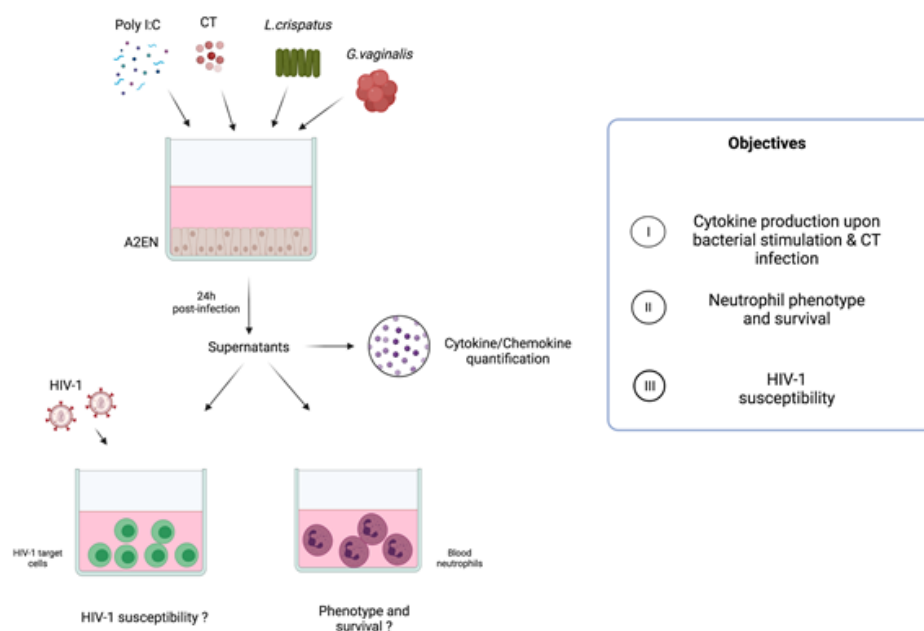 Poly I:C
CT
L.crispatus
G.vaginalis
A2EN
24h
post-infection
Supernatants
Cytokine/Chemokine
quantification
HIV-1
HIV-1 target
cells
Blood
neutrophils
HIV-1 susceptibility ?
Phenotype and
survival ?
Objectives
I
Cytokine production upon
bacterial stimulation & CT
infection
II
Neutrophil phenotype
and survival
III
HIV-1
susceptibility